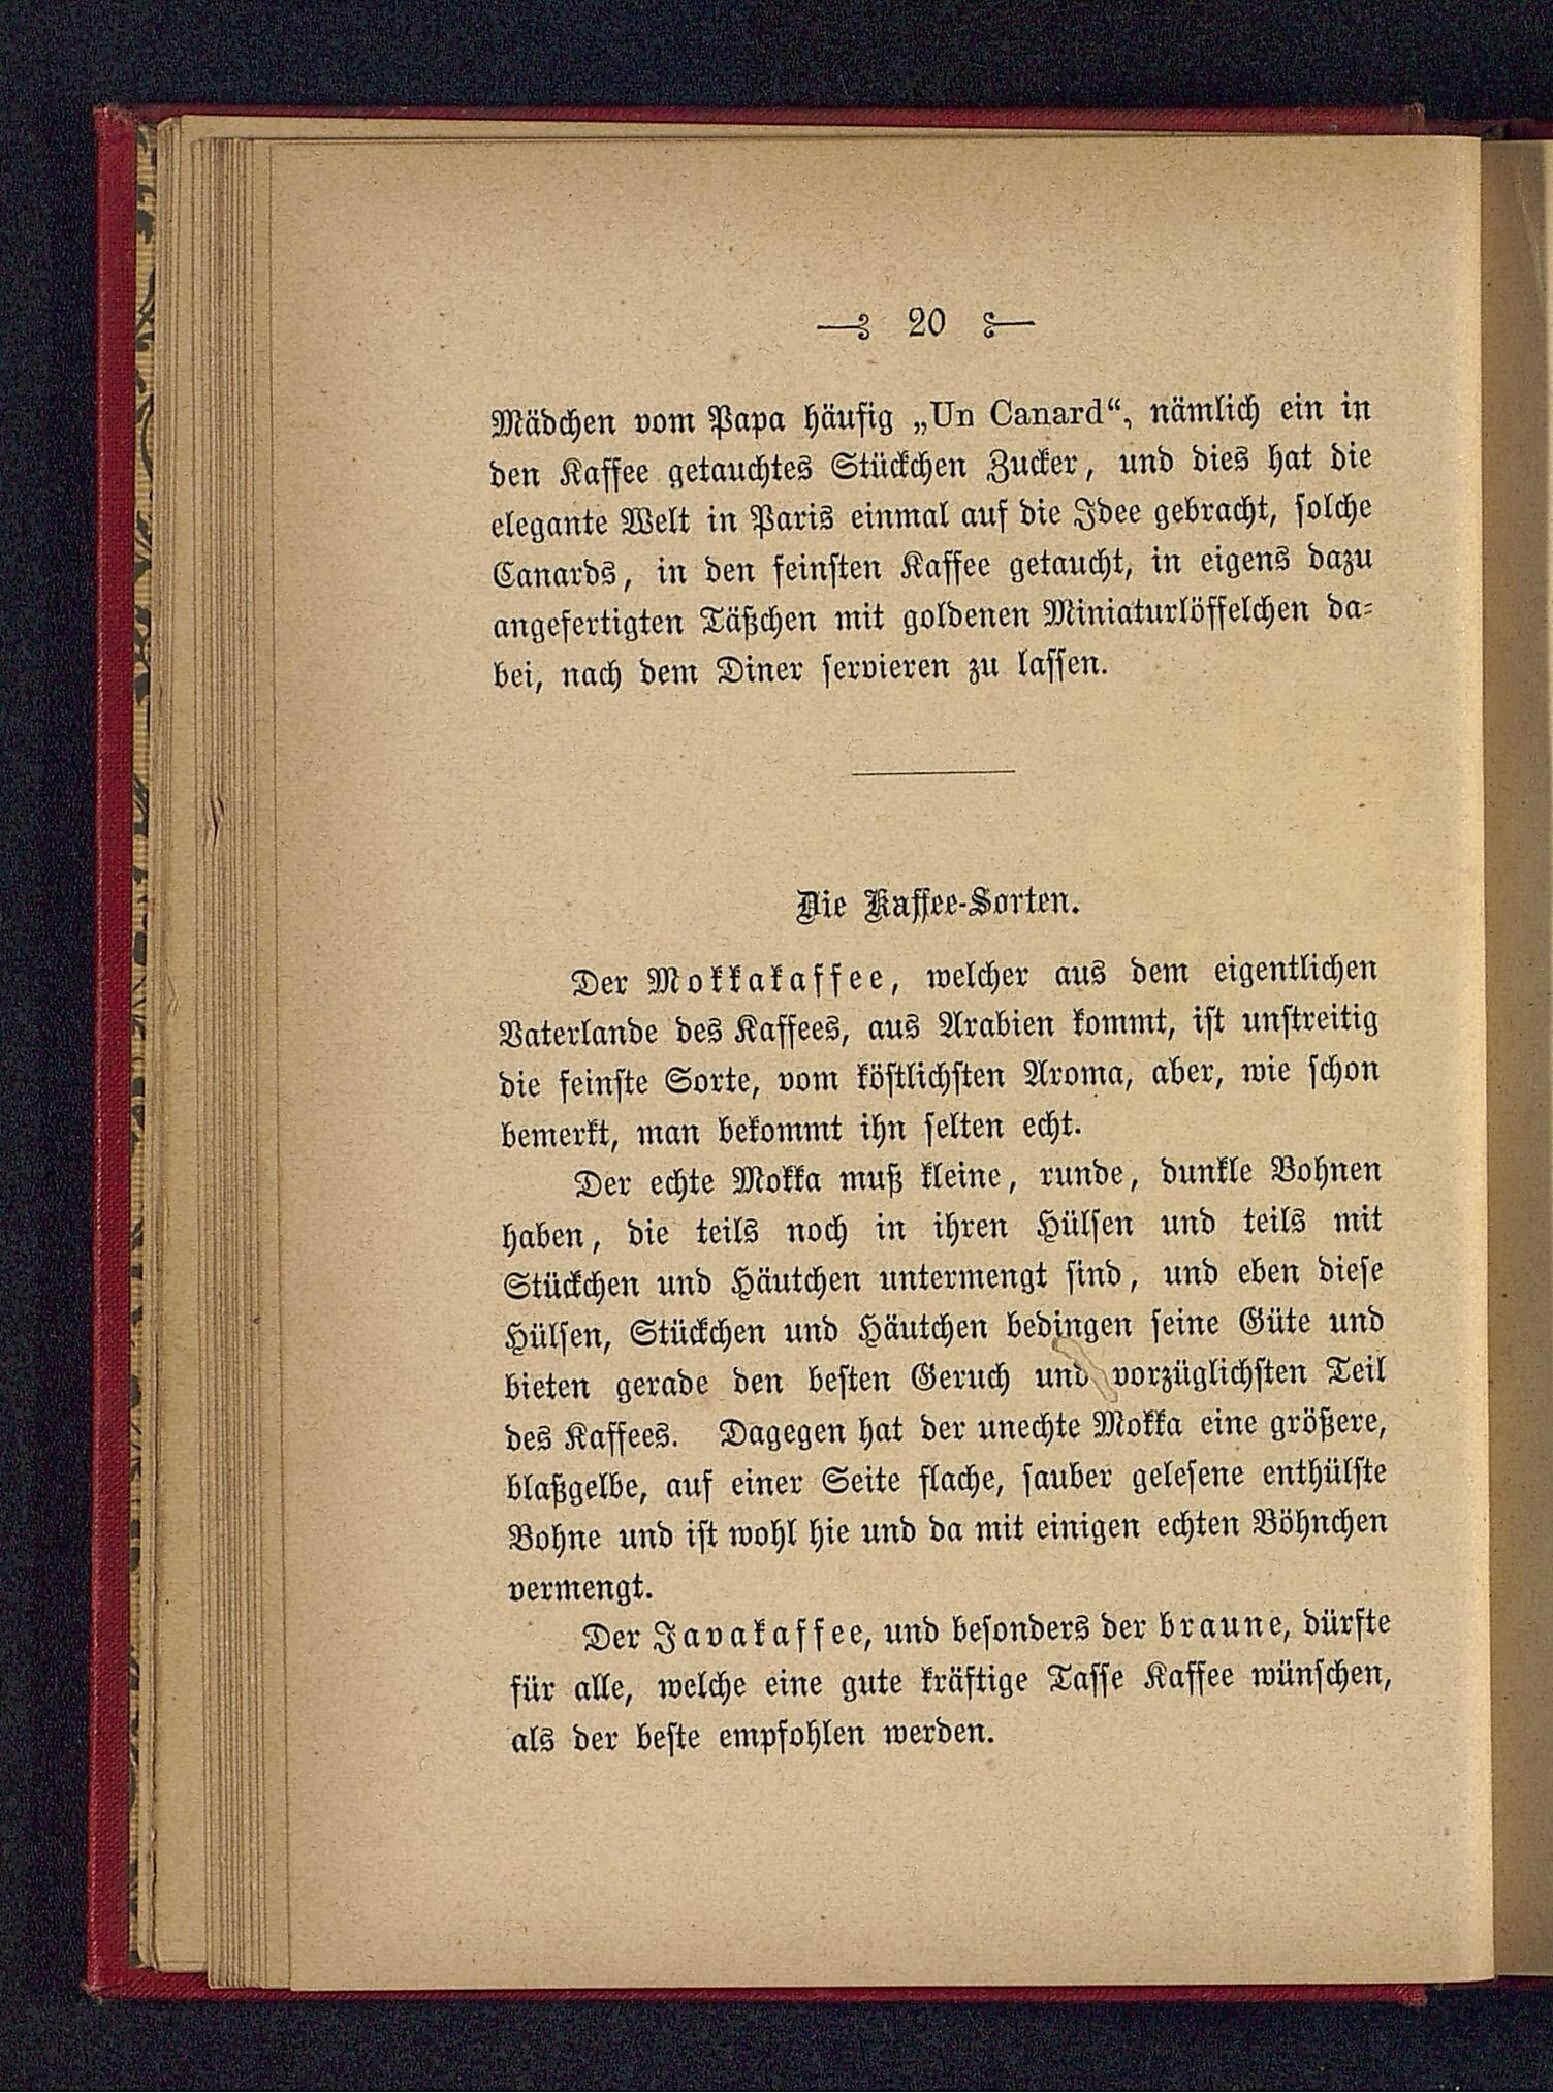 20
Mädchen vom Papa häufig „Un Canard“, nämlich ein in
den Kaffee getauchtes Stückchen Zucker, und dies hat die
elegante Welt in Paris einmal auf die Idee gebracht, solche
Canards, in den feinsten Kaffee getaucht, in eigens dazu
angefertigten Täßchen mit goldenen Miniaturlöffelchen da-
bei, nach dem Diner servieren zu lassen.
Die Kaffee-Sorten.
Der Mokkakaffee, welcher aus dem eigentlichen
Vaterlande des Kaffees, aus Arabien kommt, ist unstreitig
die feinste Sorte, vom köstlichsten Aroma, aber, wie schon
bemerkt, man bekommt ihn selten echt.
Der echte Mokka muß kleine, runde, dunkle Bohnen
haben, die teils noch in ihren Hülsen und teils mit
Stückchen und Häutchen untermengt sind, und eben diese
Hülsen, Stückchen und Häutchen bedingen seine Güte und
bieten gerade den besten Geruch und vorzüglichsten Teil
des Kaffees. Dagegen hat der unechte Mokka eine größere,
blaßgelbe, auf einer Seite flache, sauber gelesene enthülste
Bohne und ist wohl hie und da mit einigen echten Böhnchen
vermengt.
Der Javakaffee, und besonders der braune, dürfte
für alle, welche eine gute kräftige Tasse Kaffee wünschen,
als der beste empfohlen werden.